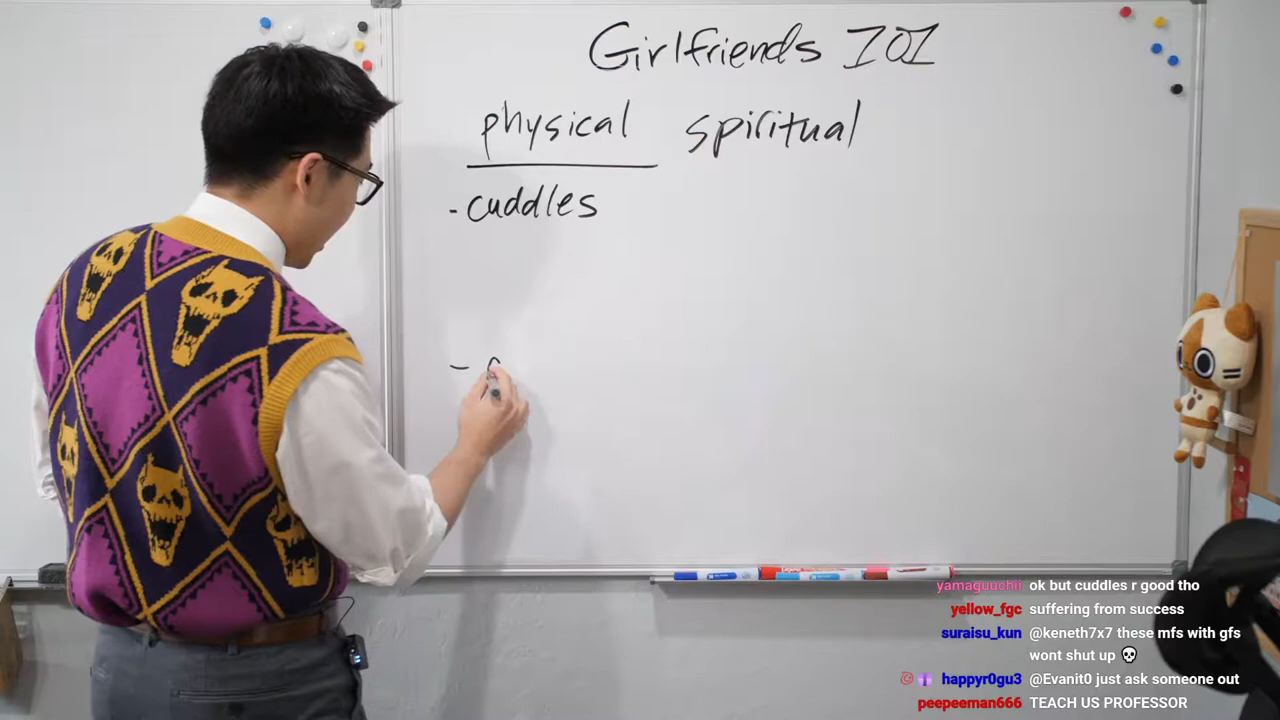 Girlfriends 101
physical spiritual
- cuddles
-
yamaguuchii ok but cuddles r good tho
yellow_fgc suffering from success
suraisu_kun @keneth7x7 these mfs with gfs
wont shut up 💀
happyr0gu3 @Evanit0 just ask someone out
peepeeman666 TEACH US PROFESSOR